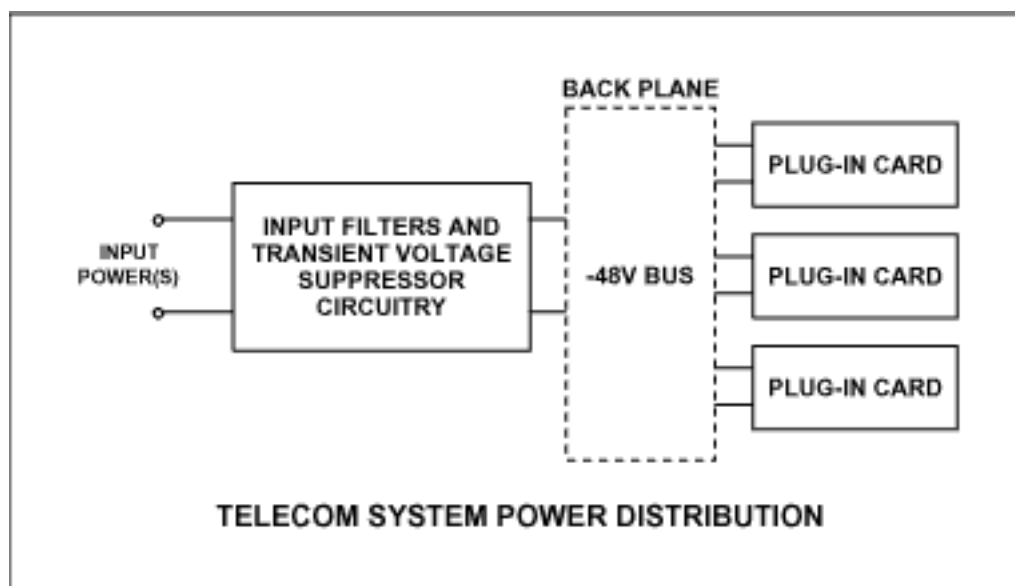 BACK PLANE
PLUG-IN CARD
INPUT FILTERS AND
TRANSIENT VOLTAGE
SUPPRESSOR
CIRCUITRY
INPUT
POWER(S)
-48V BUS
PLUG-IN CARD
PLUG-IN CARD
TELECOM SYSTEM POWER DISTRIBUTION